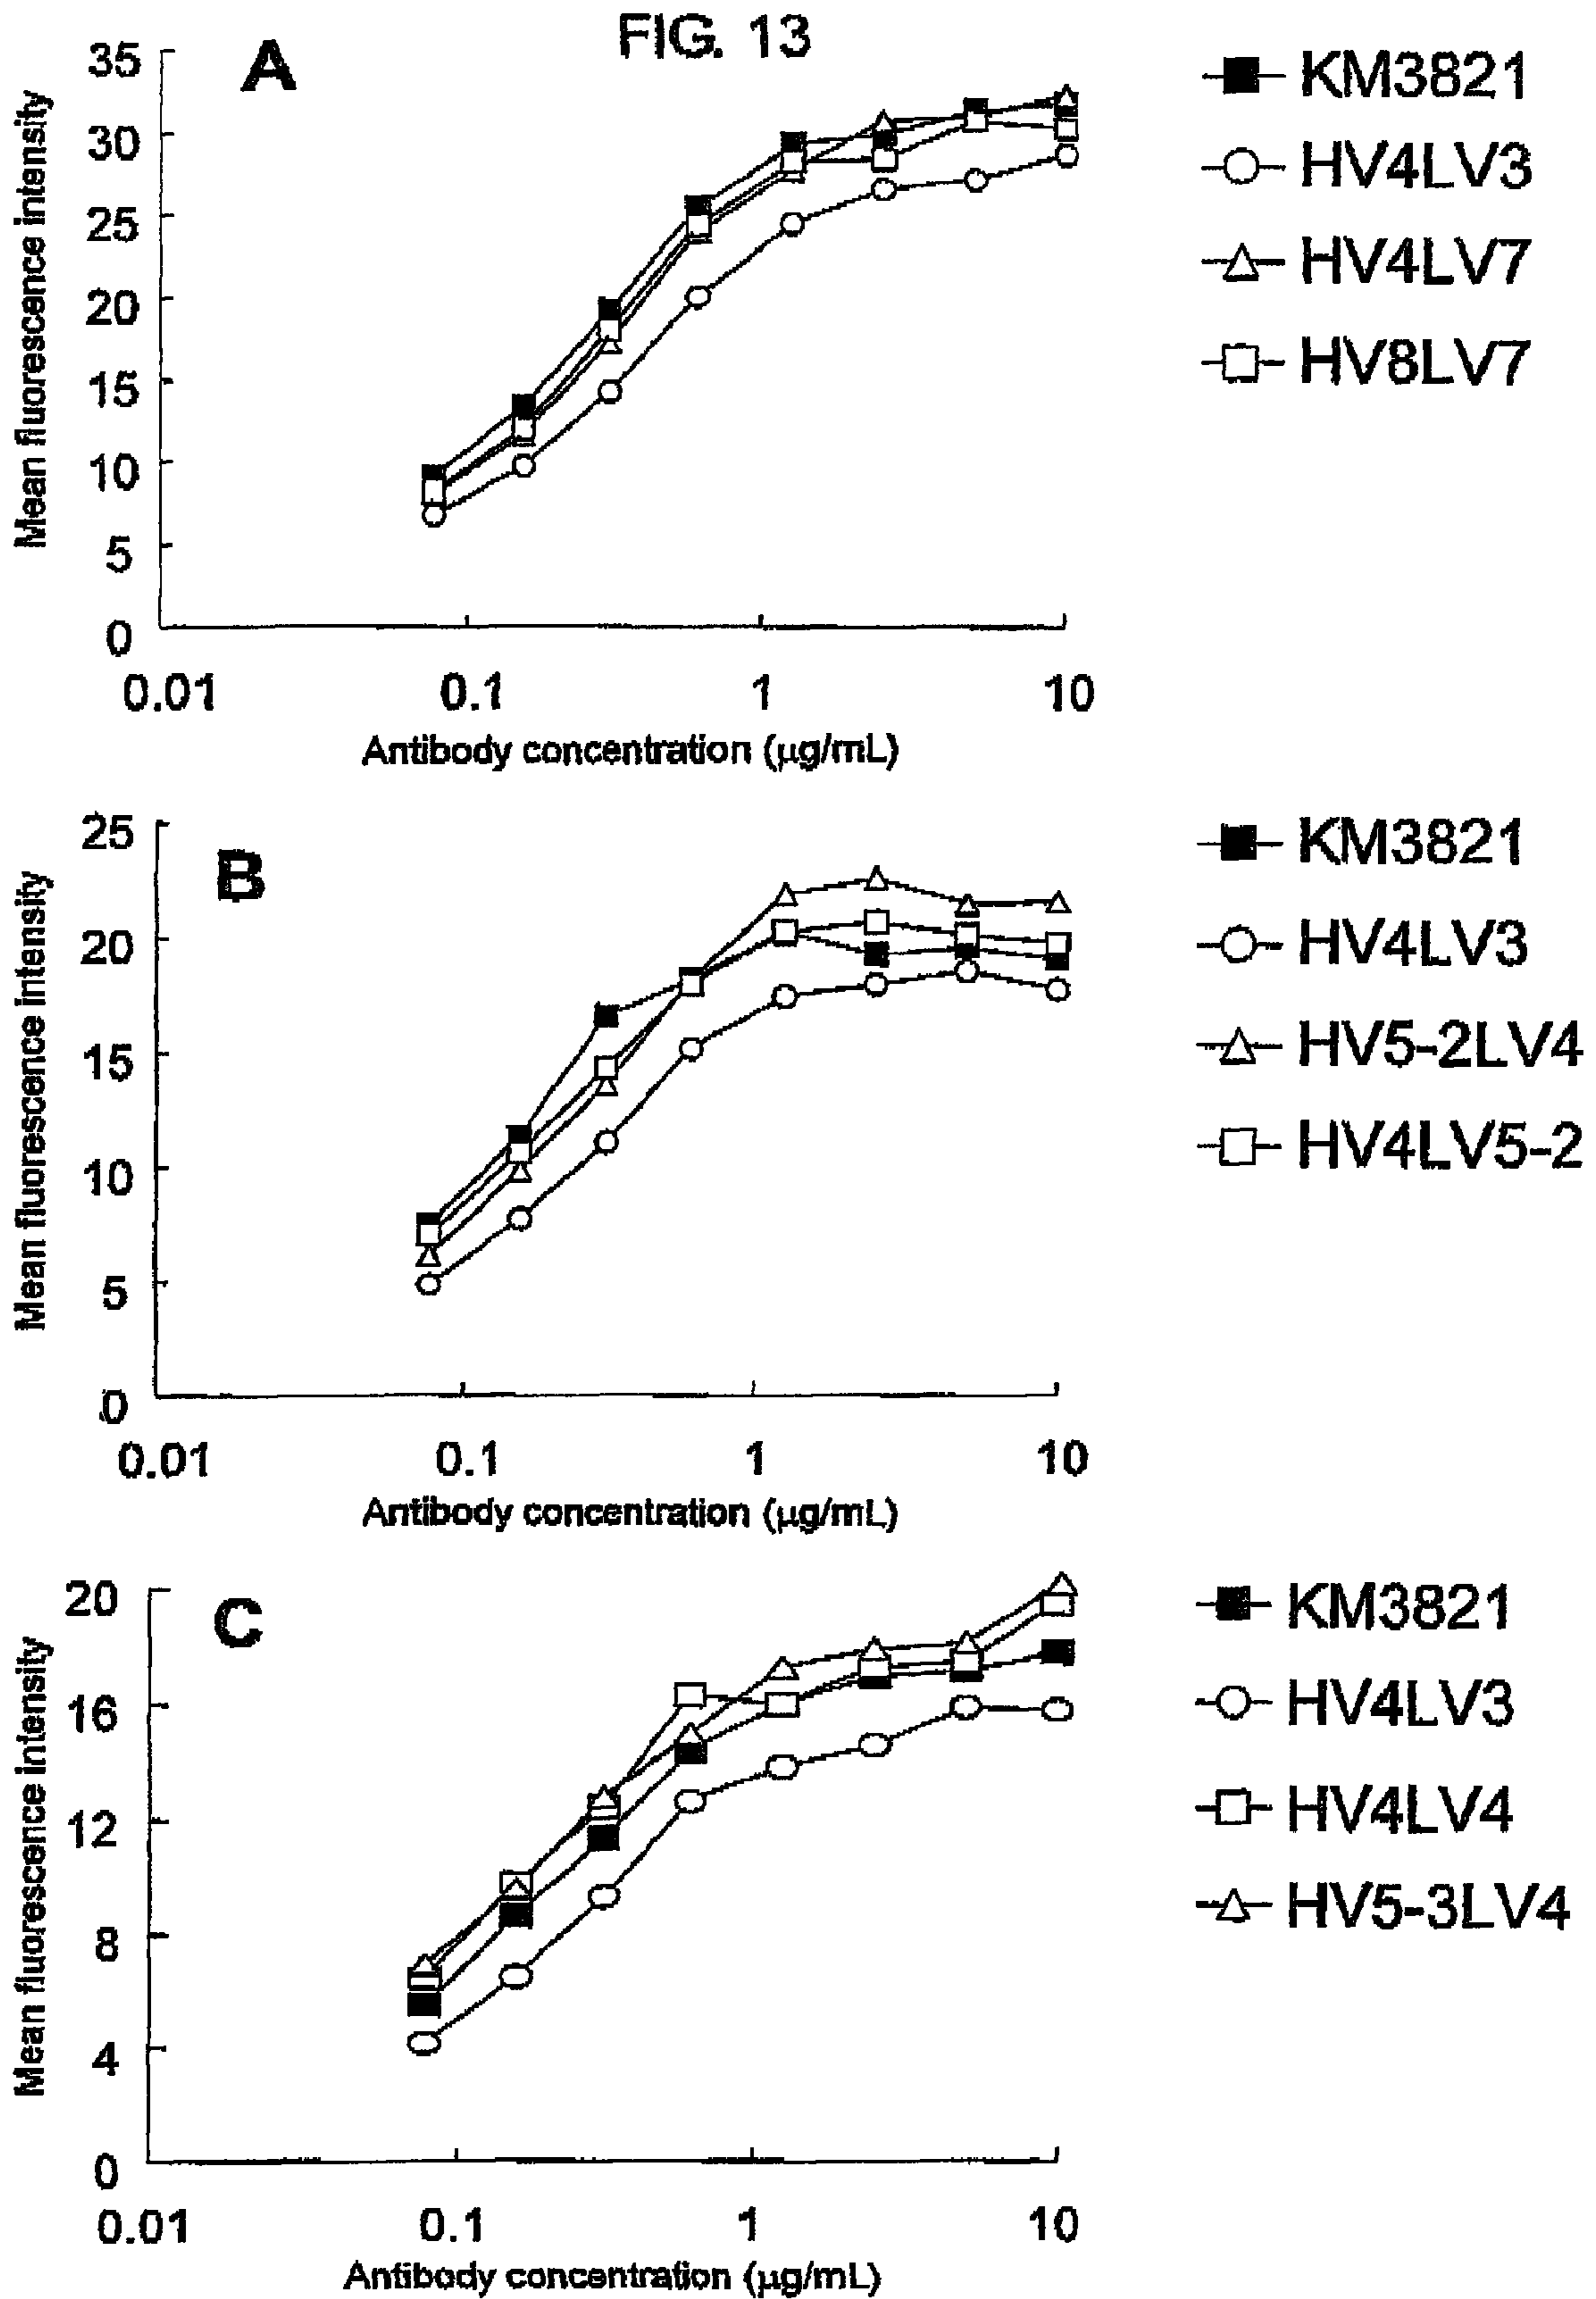 FIG. 13
A
Mean fluorescence intensity
35
30
25
20
15
10
5
0
0.01 0.1 1 10
Antibody concentration (μg/mL)
KM3821
HV4LV3
HV4LV7
HV8LV7
B
Mean fluorescence intensity
25
20
15
10
5
0
0.01 0.1 1 10
Antibody concentration (μg/mL)
KM3821
HV4LV3
HV5-2LV4
HV4LV5-2
C
Mean fluorescence intensity
20
16
12
8
4
0
0.01 0.1 1 10
Antibody concentration (μg/mL)
KM3821
HV4LV3
HV4LV4
HV5-3LV4